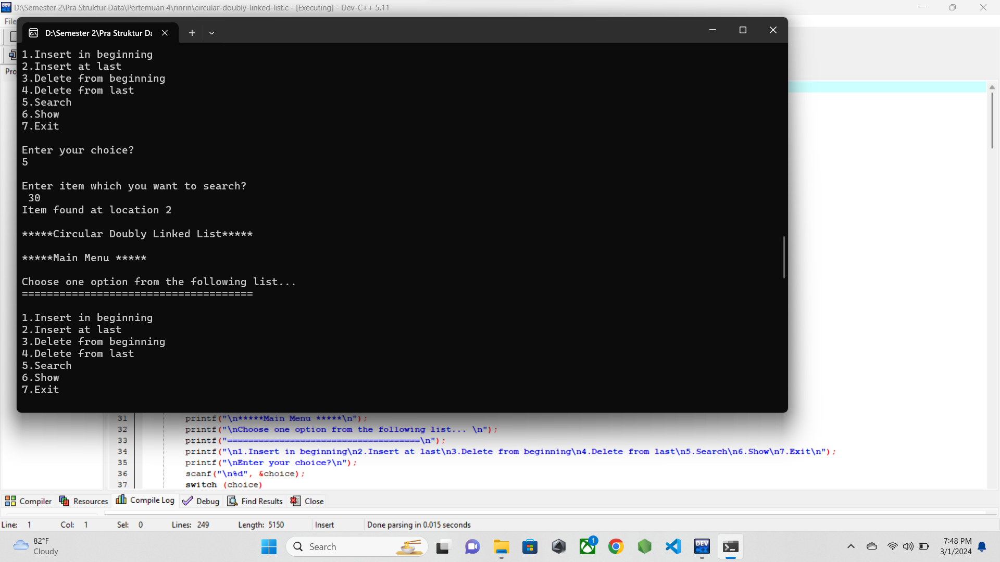 D:\Semester 2\Pra Struktur Data\Pertemuan 4\rinrin\circular-doubly-linked-list.c - [Executing] - Dev-C++ 5.11
File
D:\Semester 2\Pra Struktur Da
1.Insert in beginning
2.Insert at last
3.Delete from beginning
4.Delete from last
5.Search
6.Show
7.Exit
Enter your choice?
5
Enter item which you want to search?
30
Item found at location 2
*****Circular Doubly Linked List*****
*****Main Menu *****
Choose one option from the following list...
=====================================
1.Insert in beginning
2.Insert at last
3.Delete from beginning
4.Delete from last
5.Search
6.Show
7.Exit
31 printf("\n*****Main Menu *****\n");
32 printf("\nChoose one option from the following list... \n");
33 printf("=====================================\n");
34 printf("\n1.Insert in beginning\n2.Insert at last\n3.Delete from beginning\n4.Delete from last\n5.Search\n6.Show\n7.Exit\n");
35 printf("\nEnter your choice?\n");
36 scanf("\n%d", &choice);
37 switch (choice)
Compiler Resources Compile Log Debug Find Results Close
Line: 1 Col: 1 Sel: 0 Lines: 249 Length: 5150 Insert Done parsing in 0.015 seconds
82°F
Cloudy
Search
1
DEV
C++
7:48 PM
3/1/2024